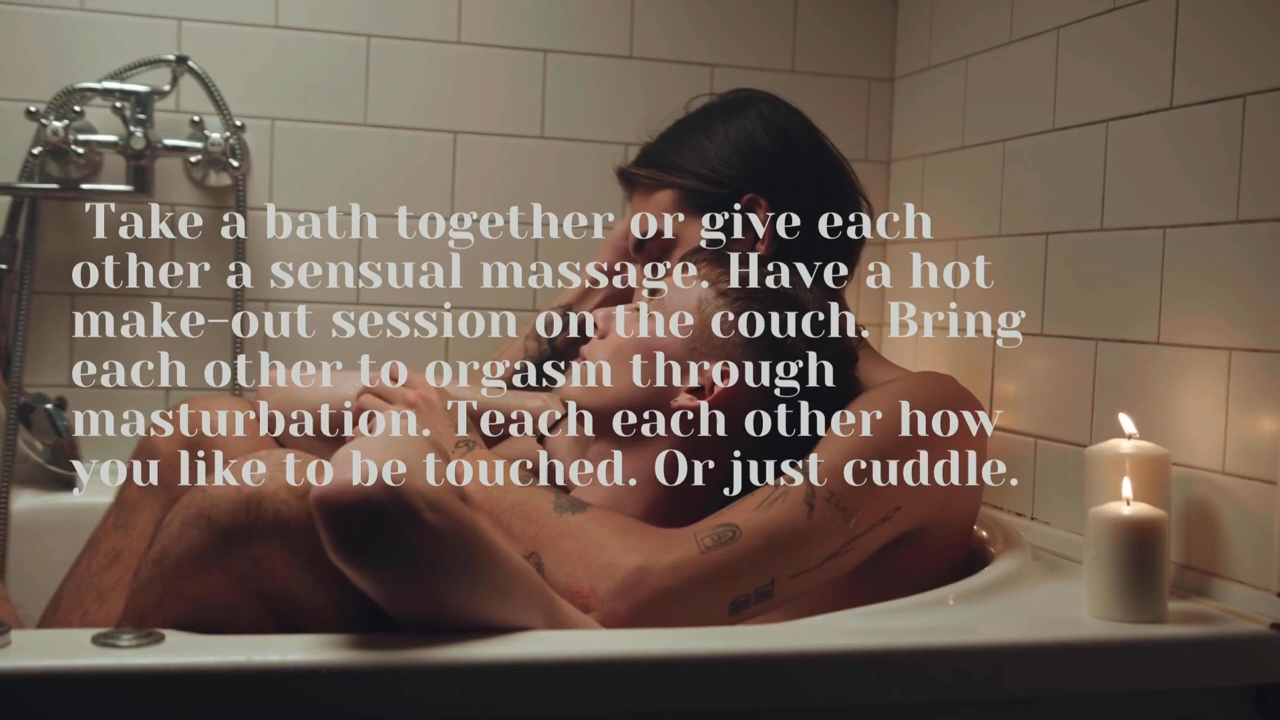 Take a bath together or give each
other a sensual massage. Have a hot
make-out session on the couch. Bring
each other to orgasm through
masturbation. Teach each other how
you like to be touched. Or just cuddle.